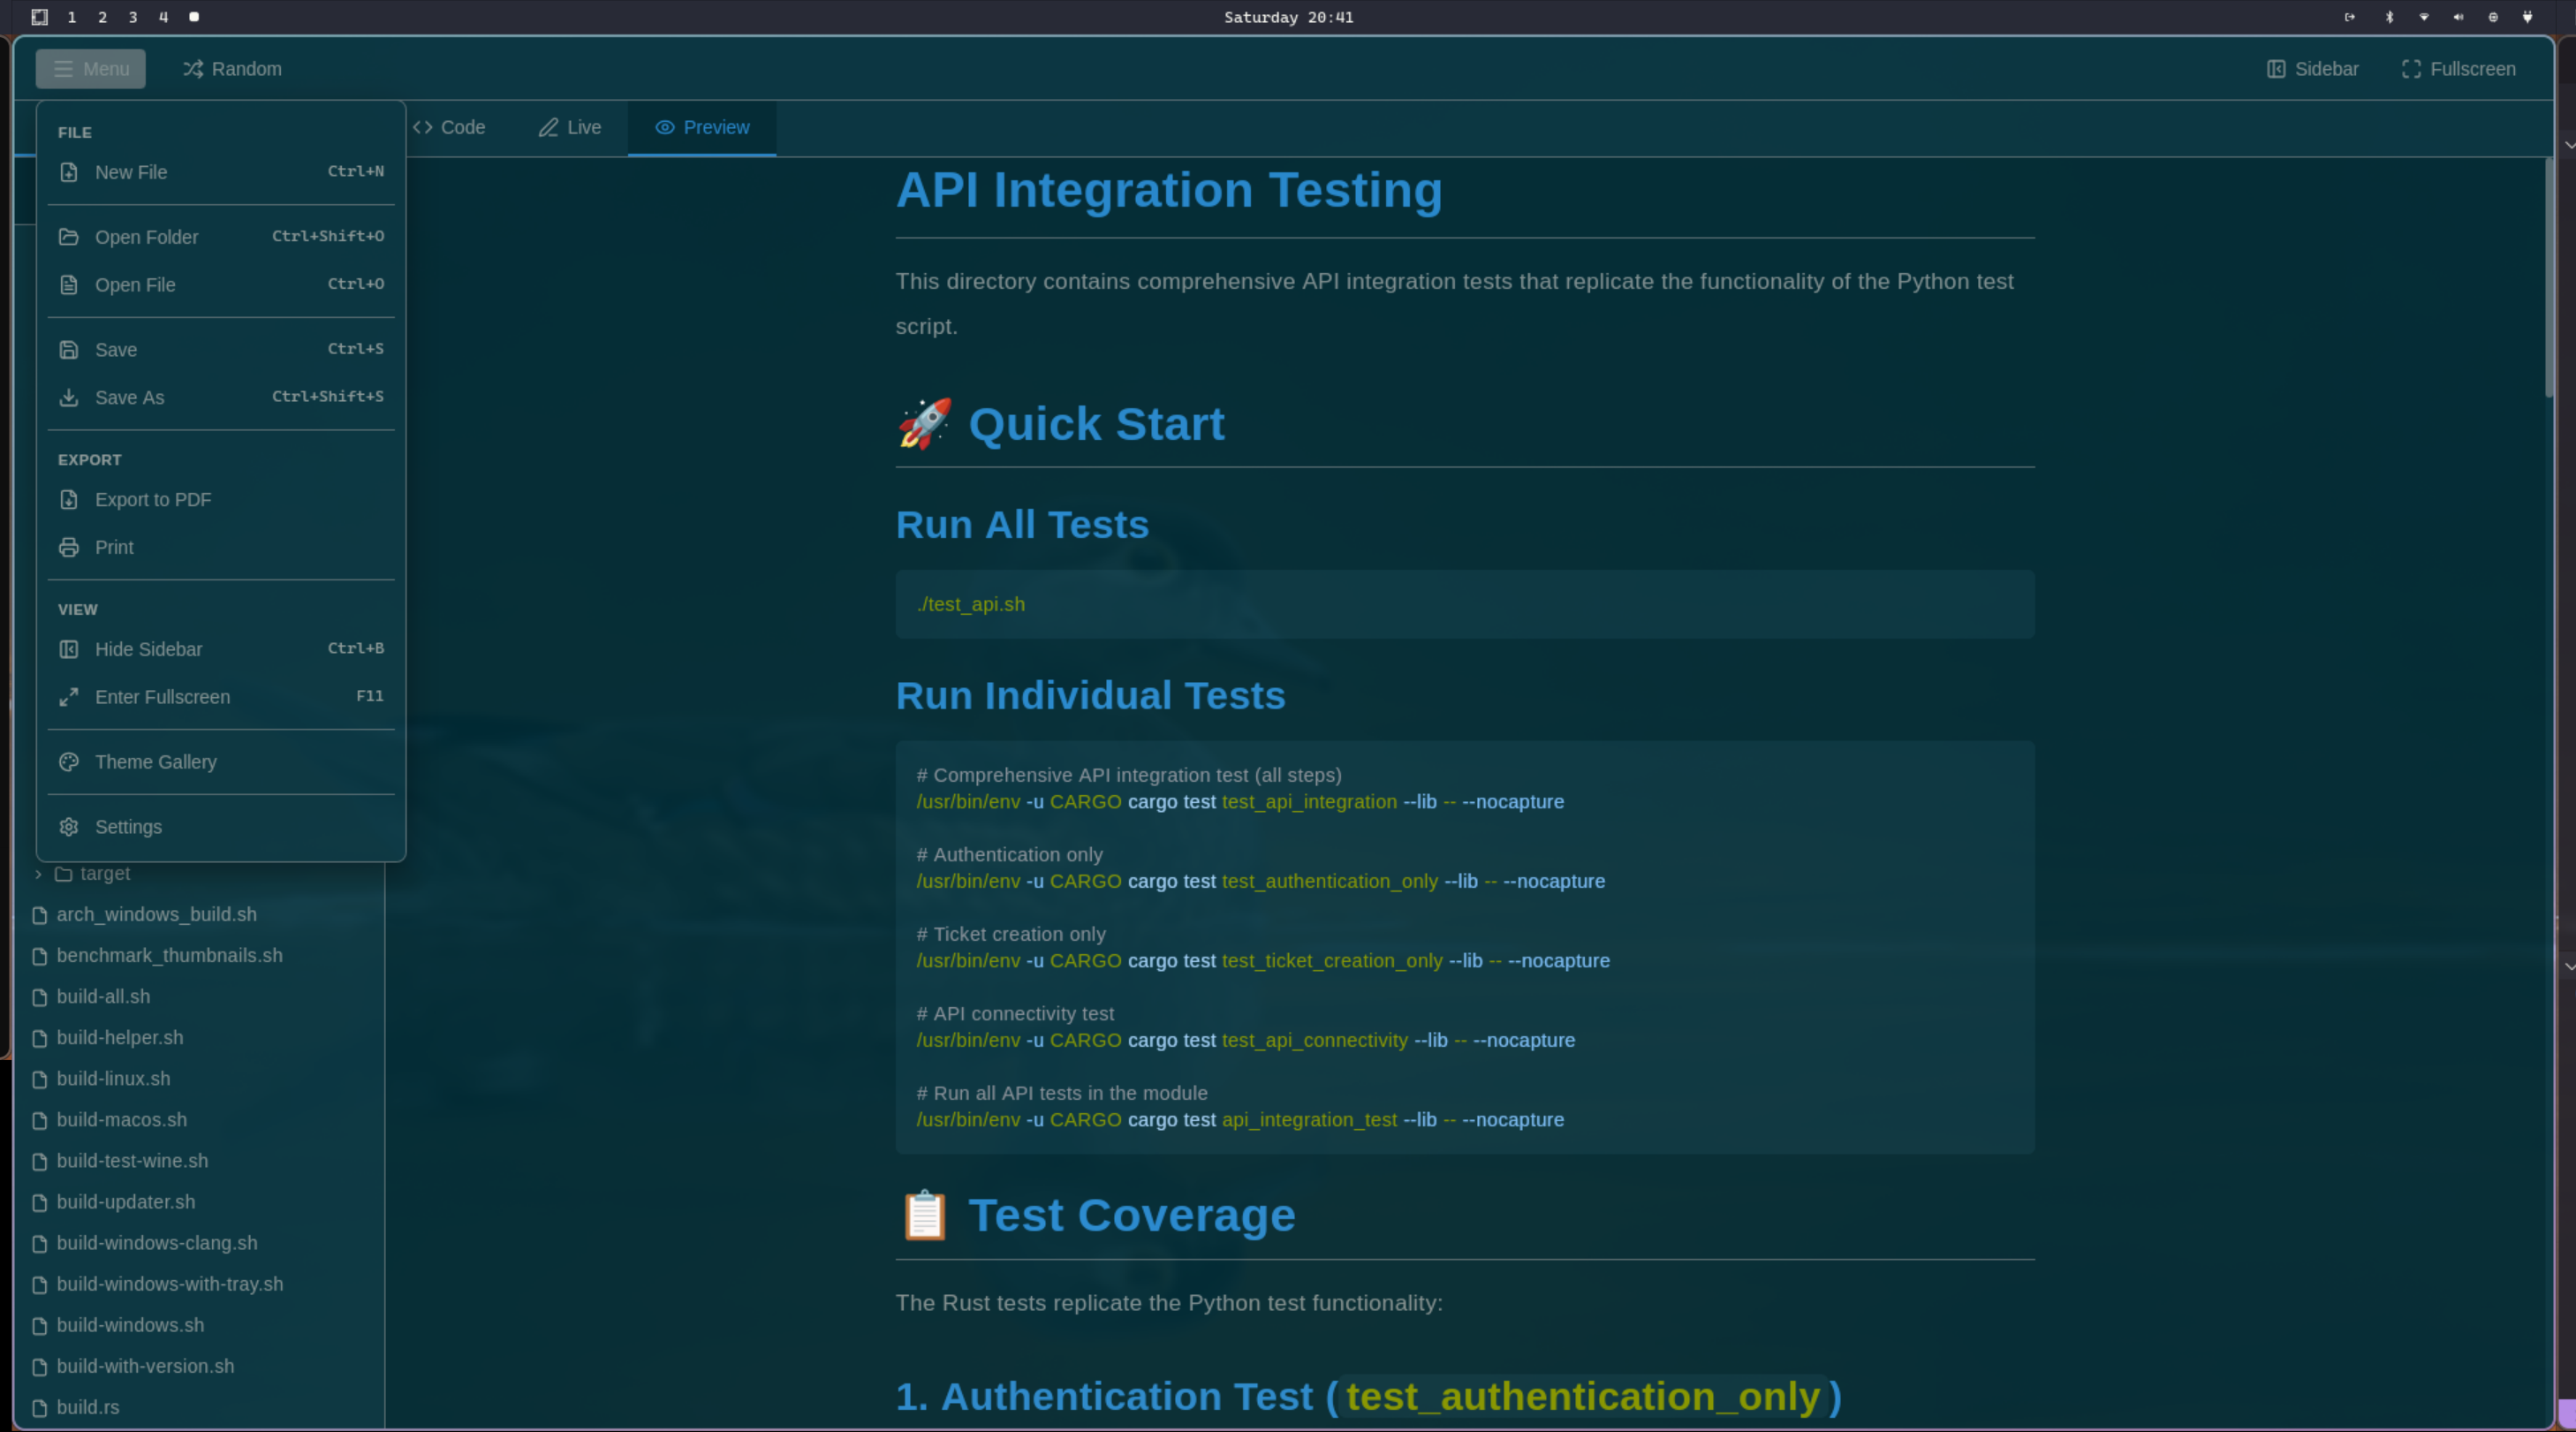 1 2 3 4
Saturday 20:41
Menu
Random
Sidebar
Fullscreen
Code
Live
Preview
FILE
New File Ctrl+N
Open Folder Ctrl+Shift+O
Open File Ctrl+O
Save Ctrl+S
Save As Ctrl+Shift+S
EXPORT
Export to PDF
Print
VIEW
Hide Sidebar Ctrl+B
Enter Fullscreen F11
Theme Gallery
Settings
target
arch_windows_build.sh
benchmark_thumbnails.sh
build-all.sh
build-helper.sh
build-linux.sh
build-macos.sh
build-test-wine.sh
build-updater.sh
build-windows-clang.sh
build-windows-with-tray.sh
build-windows.sh
build-with-version.sh
build.rs
API Integration Testing
This directory contains comprehensive API integration tests that replicate the functionality of the Python test
script.
🚀 Quick Start
Run All Tests
./test_api.sh
Run Individual Tests
# Comprehensive API integration test (all steps)
/usr/bin/env -u CARGO cargo test test_api_integration --lib -- --nocapture
# Authentication only
/usr/bin/env -u CARGO cargo test test_authentication_only --lib -- --nocapture
# Ticket creation only
/usr/bin/env -u CARGO cargo test test_ticket_creation_only --lib -- --nocapture
# API connectivity test
/usr/bin/env -u CARGO cargo test test_api_connectivity --lib -- --nocapture
# Run all API tests in the module
/usr/bin/env -u CARGO cargo test api_integration_test --lib -- --nocapture
📋 Test Coverage
The Rust tests replicate the Python test functionality:
1. Authentication Test ( test_authentication_only )